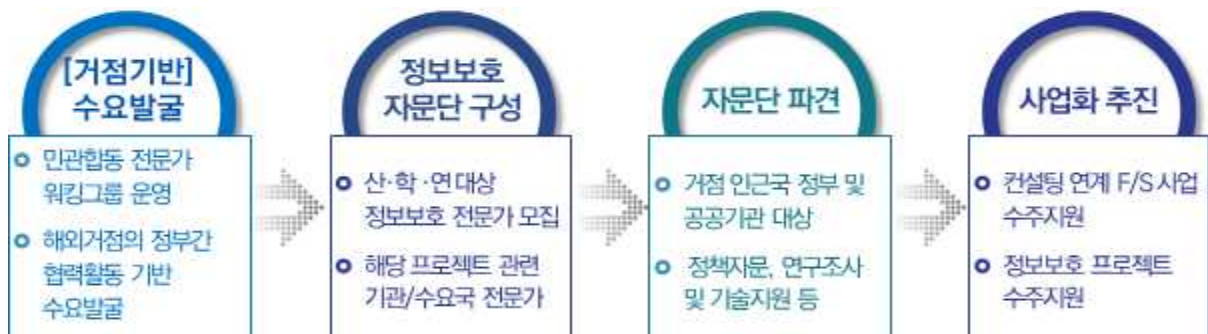 [거점기반]
수요발굴
민관합동 전문가
워킹그룹 운영
해외거점의 정부간
협력활동 기반
수요발굴
정보보호
자문단 구성
산·학·연 대상
정보보호 전문가 모집
해당 프로젝트 관련
기관/수요국 전문가
자문단 파견
거점 인근국 정부 및
공공기관 대상
정책자문, 연구조사
및 기술지원 등
사업화 추진
컨설팅 연계 F/S 사업
수주지원
정보보호 프로젝트
수주지원